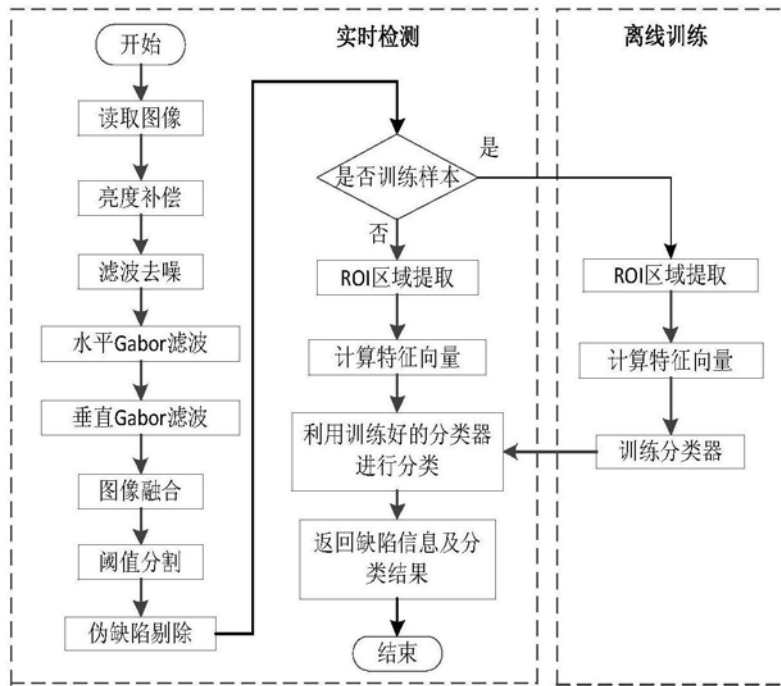 实时检测
开始
读取图像
亮度补偿
滤波去噪
水平Gabor滤波
垂直Gabor滤波
图像融合
阈值分割
伪缺陷剔除
是否训练样本
是
否
ROI区域提取
计算特征向量
利用训练好的分类器
进行分类
返回缺陷信息及分
类结果
结束
离线训练
ROI区域提取
计算特征向量
训练分类器